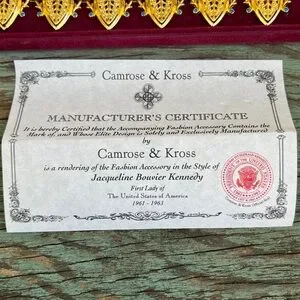 Camrose & Kross
MANUFACTURER'S CERTIFICATE
It is hereby Certified that the Accompanying Fashion Accessory Contains the
Mark of, and Whose Elite Design is Solely and Exclusively Manufactured
by
Camrose & Kross
is a rendering of the Fashion Accessory in the Style of
Jacqueline Bouvier Kennedy
First Lady of
The United States of America
1961 - 1963